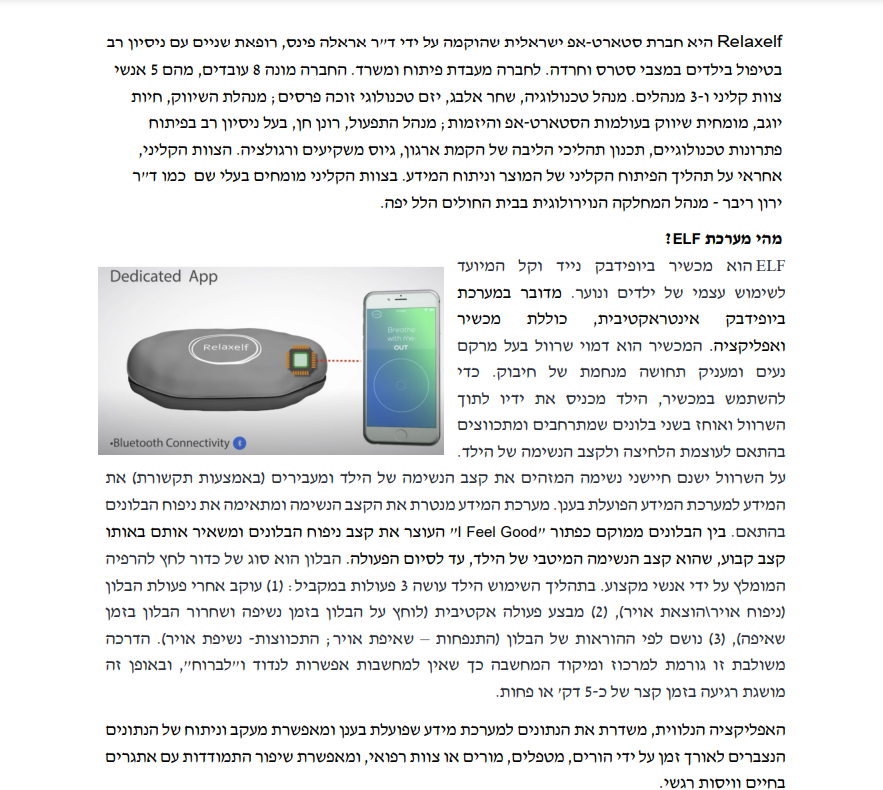 Relaxelf היא חברת סטארט-אפ ישראלית שהוקמה על ידי ד״ר אראלה פינס, רופאת שניים עם ניסיון רב
בטיפול בילדים במצבי סטרס וחרדה. לחברה מעבדת פיתוח ומשרד. החברה מונה 8 עובדים, מהם 5 אנשי
צוות קליני ו-3 מנהלים. מנהל טכנולוגיה, שחר אלבג, יזם טכנולוגי זוכה פרסים; מנהלת השיווק, חיות
יוגב, מומחית שיווק בעולמות הסטארט-אפ והיזמות; מנהל התפעול, רונן חן, בעל ניסיון רב בפיתוח
פתרונות טכנולוגיים, תכנון תהליכי הליבה של הקמת ארגון, גיוס משקיעים ורגולציה. הצוות הקליני,
אחראי על תהליך הפיתוח הקליני של המוצר וניתוח המידע. בצוות הקליני מומחים בעלי שם כמו ד״ר
ירון ריבר - מנהל המחלקה הנוירולוגית בבית החולים הלל יפה.
מהי מערכת ELF?
ELF הוא מכשיר ביופידבק נייד וקל המיועד
לשימוש עצמי של ילדים ונוער. מדובר במערכת
ביופידבק אינטראקטיבית, כוללת מכשיר
ואפליקציה. המכשיר הוא דמוי שרוול בעל מרקם
נעים ומעניק תחושה מנחמת של חיבוק. כדי
להשתמש במכשיר, הילד מכניס את ידיו לתוך
השרוול ואוחז בשני בלונים שמתרחבים ומתכווצים
בהתאם לעוצמת הלחיצה ולקצב הנשימה של הילד.
Dedicated App
Relaxelf
Breathe
with me
OUT
•Bluetooth Connectivity
על השרוול ישנם חיישני נשימה המזהים את קצב הנשימה של הילד ומעבירים (באמצעות תקשורת) את
המידע למערכת המידע הפועלת בענן. מערכת המידע מנטרת את הקצב הנשימה ומתאימה את ניפוח הבלונים
בהתאם. בין הבלונים ממוקם כפתור ״I Feel Good״ העוצר את קצב ניפוח הבלונים ומשאיר אותם באותו
קצב קבוע, שהוא קצב הנשימה המיטבי של הילד, עד לסיום הפעולה. הבלון הוא סוג של כדור לחץ להרפיה
המומלץ על ידי אנשי מקצוע. בתהליך השימוש הילד עושה 3 פעולות במקביל: (1) עוקב אחרי פעולת הבלון
(ניפוח אויר\הוצאת אויר), (2) מבצע פעולה אקטיבית (לוחץ על הבלון בזמן נשיפה ושחרור הבלון בזמן
שאיפה), (3) נושם לפי ההוראות של הבלון (התנפחות – שאיפת אויר; התכווצות- נשיפת אויר). הדרכה
משולבת זו גורמת למרכוז ומיקוד המחשבה כך שאין למחשבות אפשרות לנדוד ו״לברוח״, ובאופן זה
מושגת רגיעה בזמן קצר של כ-5 דק׳ או פחות.
האפליקציה הנלווית, משדרת את הנתונים למערכת מידע שפועלת בענן ומאפשרת מעקב וניתוח של הנתונים
הנצברים לאורך זמן על ידי הורים, מטפלים, מורים או צוות רפואי, ומאפשרת שיפור התמודדות עם אתגרים
בחיים וויסות רגשי.